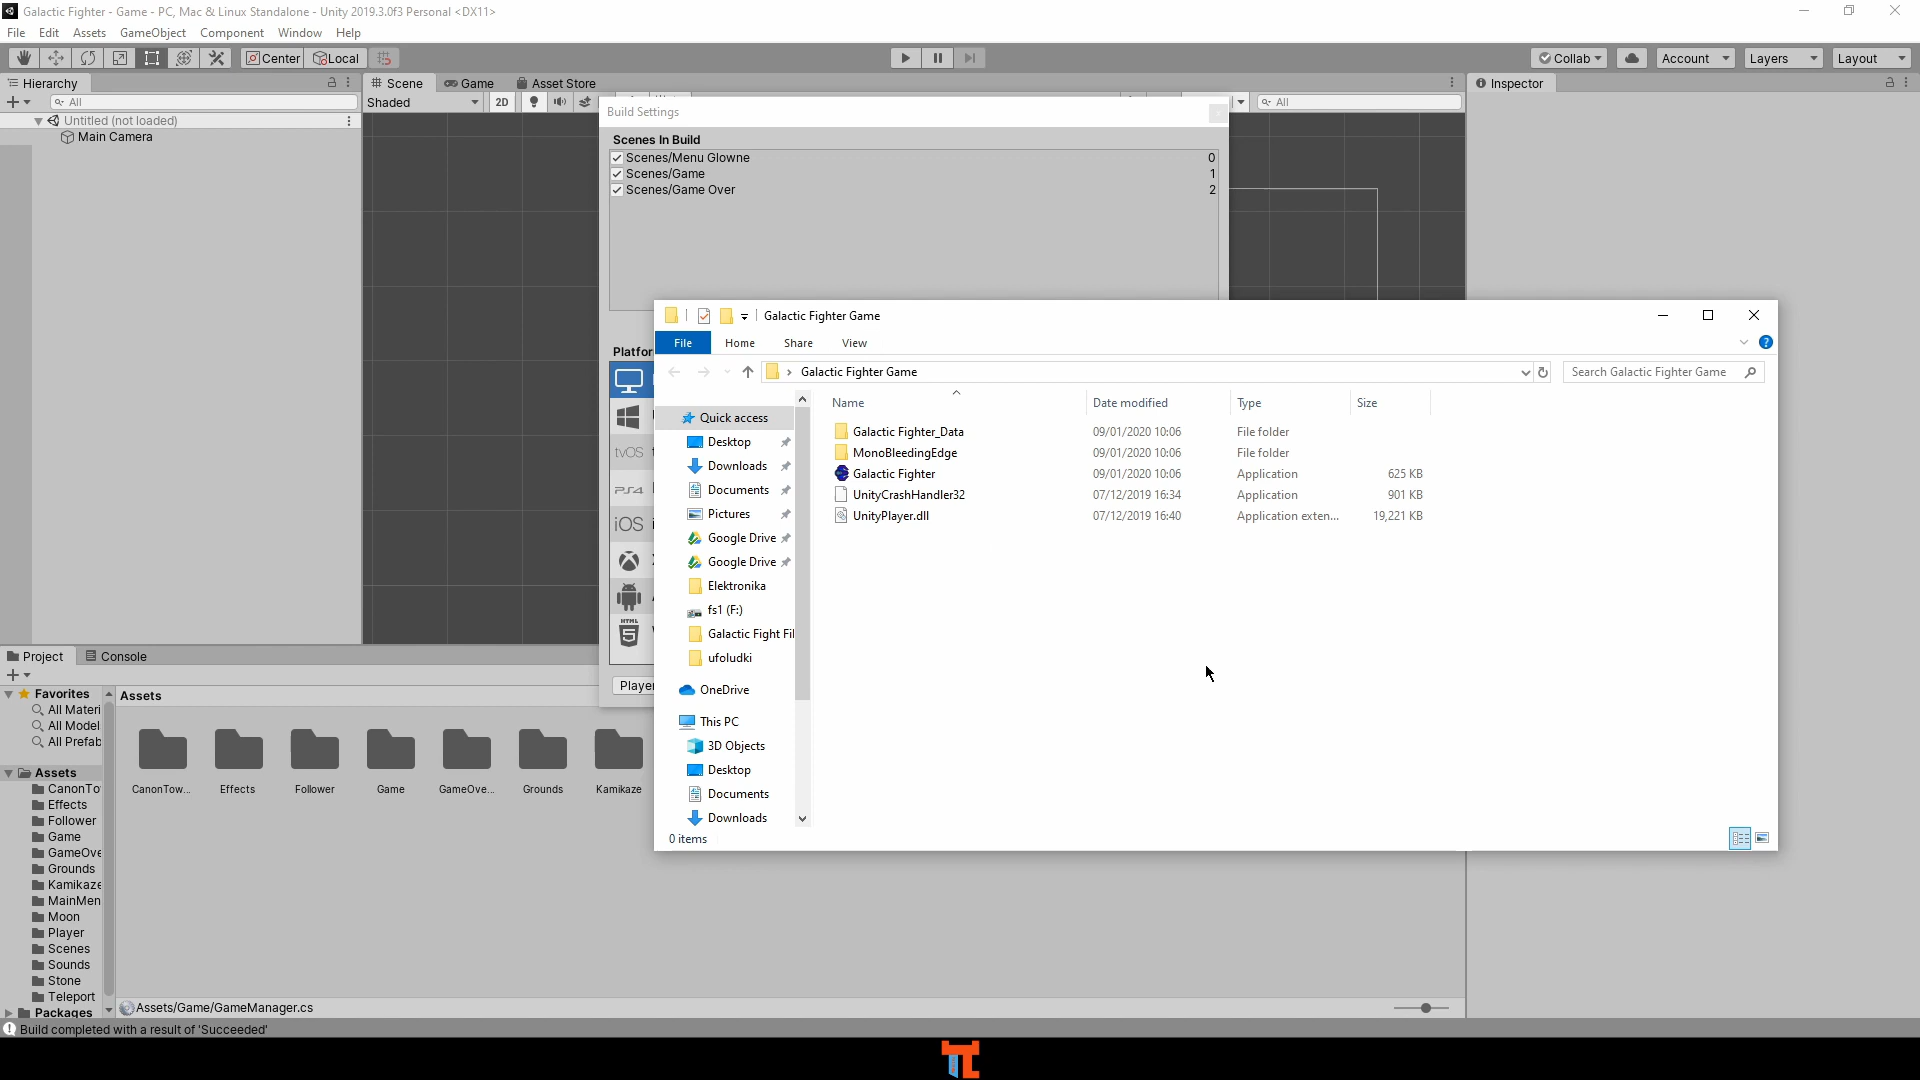 Galactic Fighter - Game - PC, Mac & Linux Standalone - Unity 2019.3.0f3 Personal <DX11>
File Edit Assets GameObject Component Window Help
Center Local Collab Account Layers Layout
Hierarchy
All
Untitled (not loaded)
Main Camera
Scene Game Asset Store
Shaded 2D All
Inspector
Build Settings
Scenes In Build
Scenes/Menu Glowne 0
Scenes/Game 1
Scenes/Game Over 2
Platfor
tvOS
PS4
iOS
HTML
5
Player
Galactic Fighter Game
File Home Share View
Galactic Fighter Game
Search Galactic Fighter Game
Name Date modified Type Size
Galactic Fighter_Data 09/01/2020 10:06 File folder
MonoBleedingEdge 09/01/2020 10:06 File folder
Galactic Fighter 09/01/2020 10:06 Application 625 KB
UnityCrashHandler32 07/12/2019 16:34 Application 901 KB
UnityPlayer.dll 07/12/2019 16:40 Application exten... 19,221 KB
Quick access
Desktop
Downloads
Documents
Pictures
Google Drive
Google Drive
Elektronika
fs1 (F:)
Galactic Fight Fil
ufoludki
OneDrive
This PC
3D Objects
Desktop
Documents
Downloads
0 items
Project Console
Favorites
All Materi
All Model
All Prefab
Assets
CanonTo
Effects
Follower
Game
GameOve
Grounds
Kamikaze
MainMen
Moon
Player
Scenes
Sounds
Stone
Teleport
Packages
Assets
CanonTow... Effects Follower Game GameOve... Grounds Kamikaze
Assets/Game/GameManager.cs
Build completed with a result of 'Succeeded'